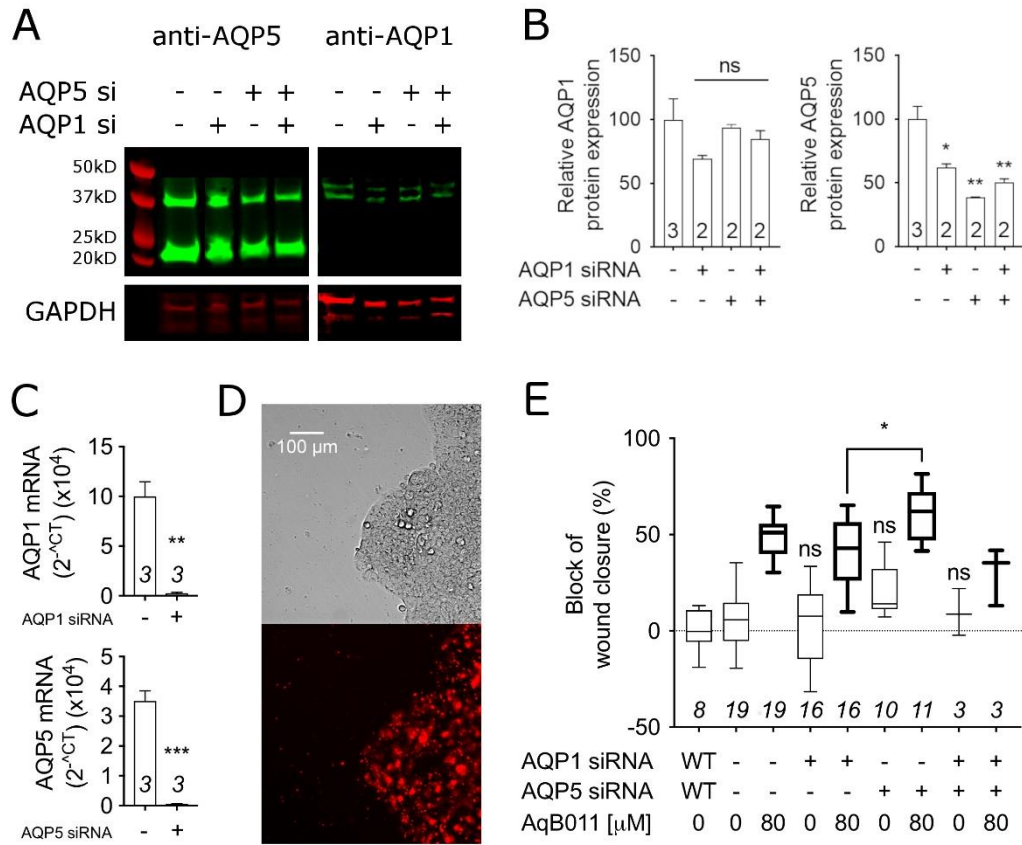 A
anti-AQP5 anti-AQP1
AQP5 si - - + + - - + +
AQP1 si - + - + - + - +
50kD
37kD
25kD
20kD
GAPDH
B
Relative AQP1
protein expression
150
100
50
0
ns
3 2 2 2
Relative AQP5
protein expression
150
100
50
0
* ** **
3 2 2 2
AQP1 siRNA - + - + - + - +
AQP5 siRNA - - + + - - + +
C
AQP1 mRNA
(2-^CT) (x10⁴)
15
10
5
0
**
3 3
AQP1 siRNA - +
AQP5 mRNA
(2-^CT) (x10⁴)
5
4
3
2
1
0
***
3 3
AQP5 siRNA - +
D
100 µm
E
Block of
wound closure (%)
100
50
0
-50
*
ns ns ns
8 19 19 16 16 10 11 3 3
AQP1 siRNA WT - - + + - - + +
AQP5 siRNA WT - - - - + + + +
AqB011 [µM] 0 0 80 0 80 0 80 0 80